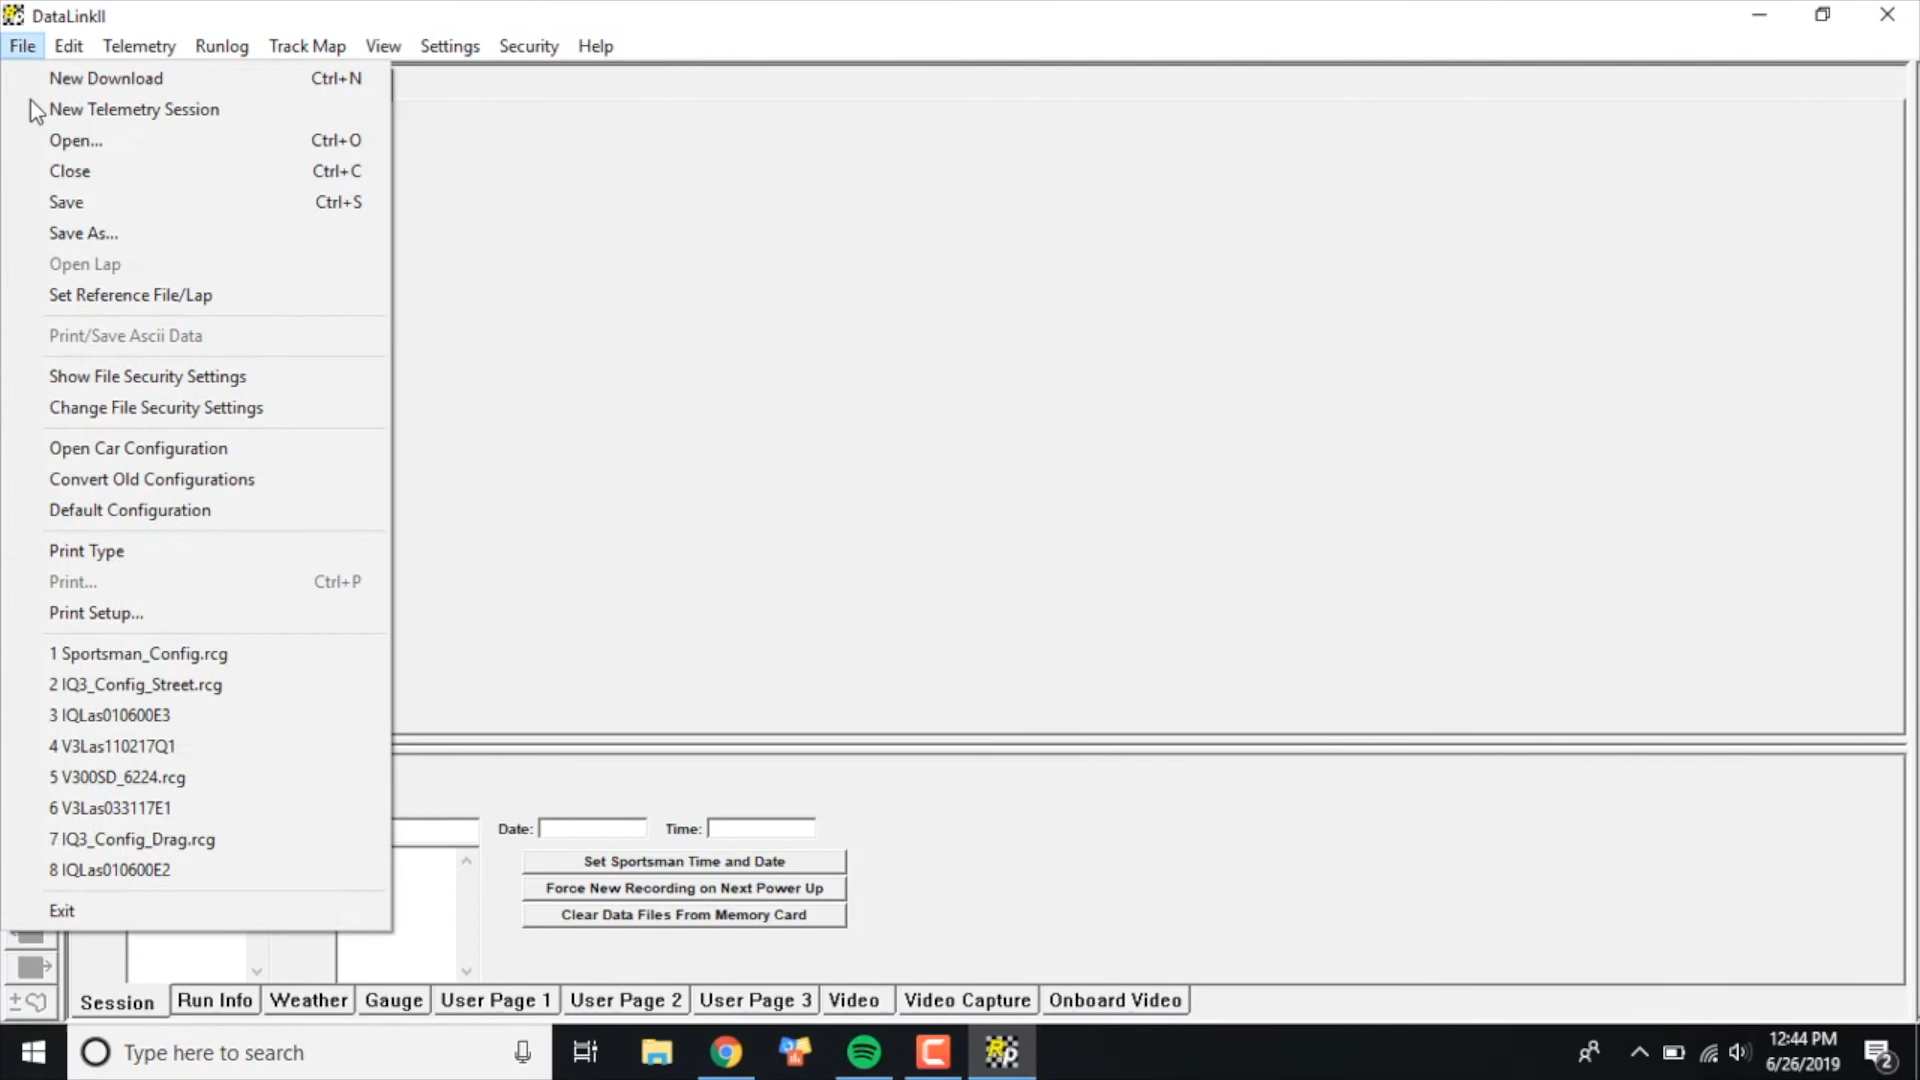 DataLinkII
File Edit Telemetry Runlog Track Map View Settings Security Help
New Download Ctrl+N
New Telemetry Session
Open... Ctrl+O
Close Ctrl+C
Save Ctrl+S
Save As...
Open Lap
Set Reference File/Lap
Print/Save Ascii Data
Show File Security Settings
Change File Security Settings
Open Car Configuration
Convert Old Configurations
Default Configuration
Print Type
Print... Ctrl+P
Print Setup...
1 Sportsman_Config.rcg
2 IQ3_Config_Street.rcg
3 IQLas010600E3
4 V3Las110217Q1
5 V300SD_6224.rcg
6 V3Las033117E1
7 IQ3_Config_Drag.rcg
8 IQLas010600E2
Exit
Date: Time:
Set Sportsman Time and Date
Force New Recording on Next Power Up
Clear Data Files From Memory Card
Session Run Info Weather Gauge User Page 1 User Page 2 User Page 3 Video Video Capture Onboard Video
Type here to search
Rp
12:44 PM
6/26/2019
2